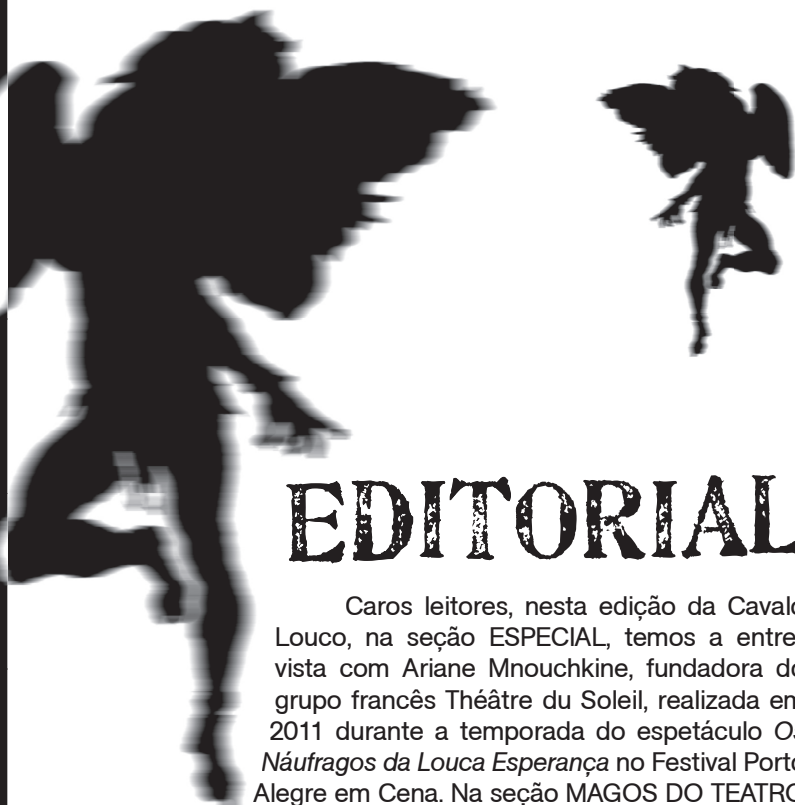 EDITORIAL
Caros leitores, nesta edição da Cavalo
Louco, na seção ESPECIAL, temos a entre-
vista com Ariane Mnouchkine, fundadora do
grupo francês Théâtre du Soleil, realizada em
2011 durante a temporada do espetáculo Os
Náufragos da Louca Esperança no Festival Porto
Alegre em Cena. Na seção MAGOS DO TEATRO